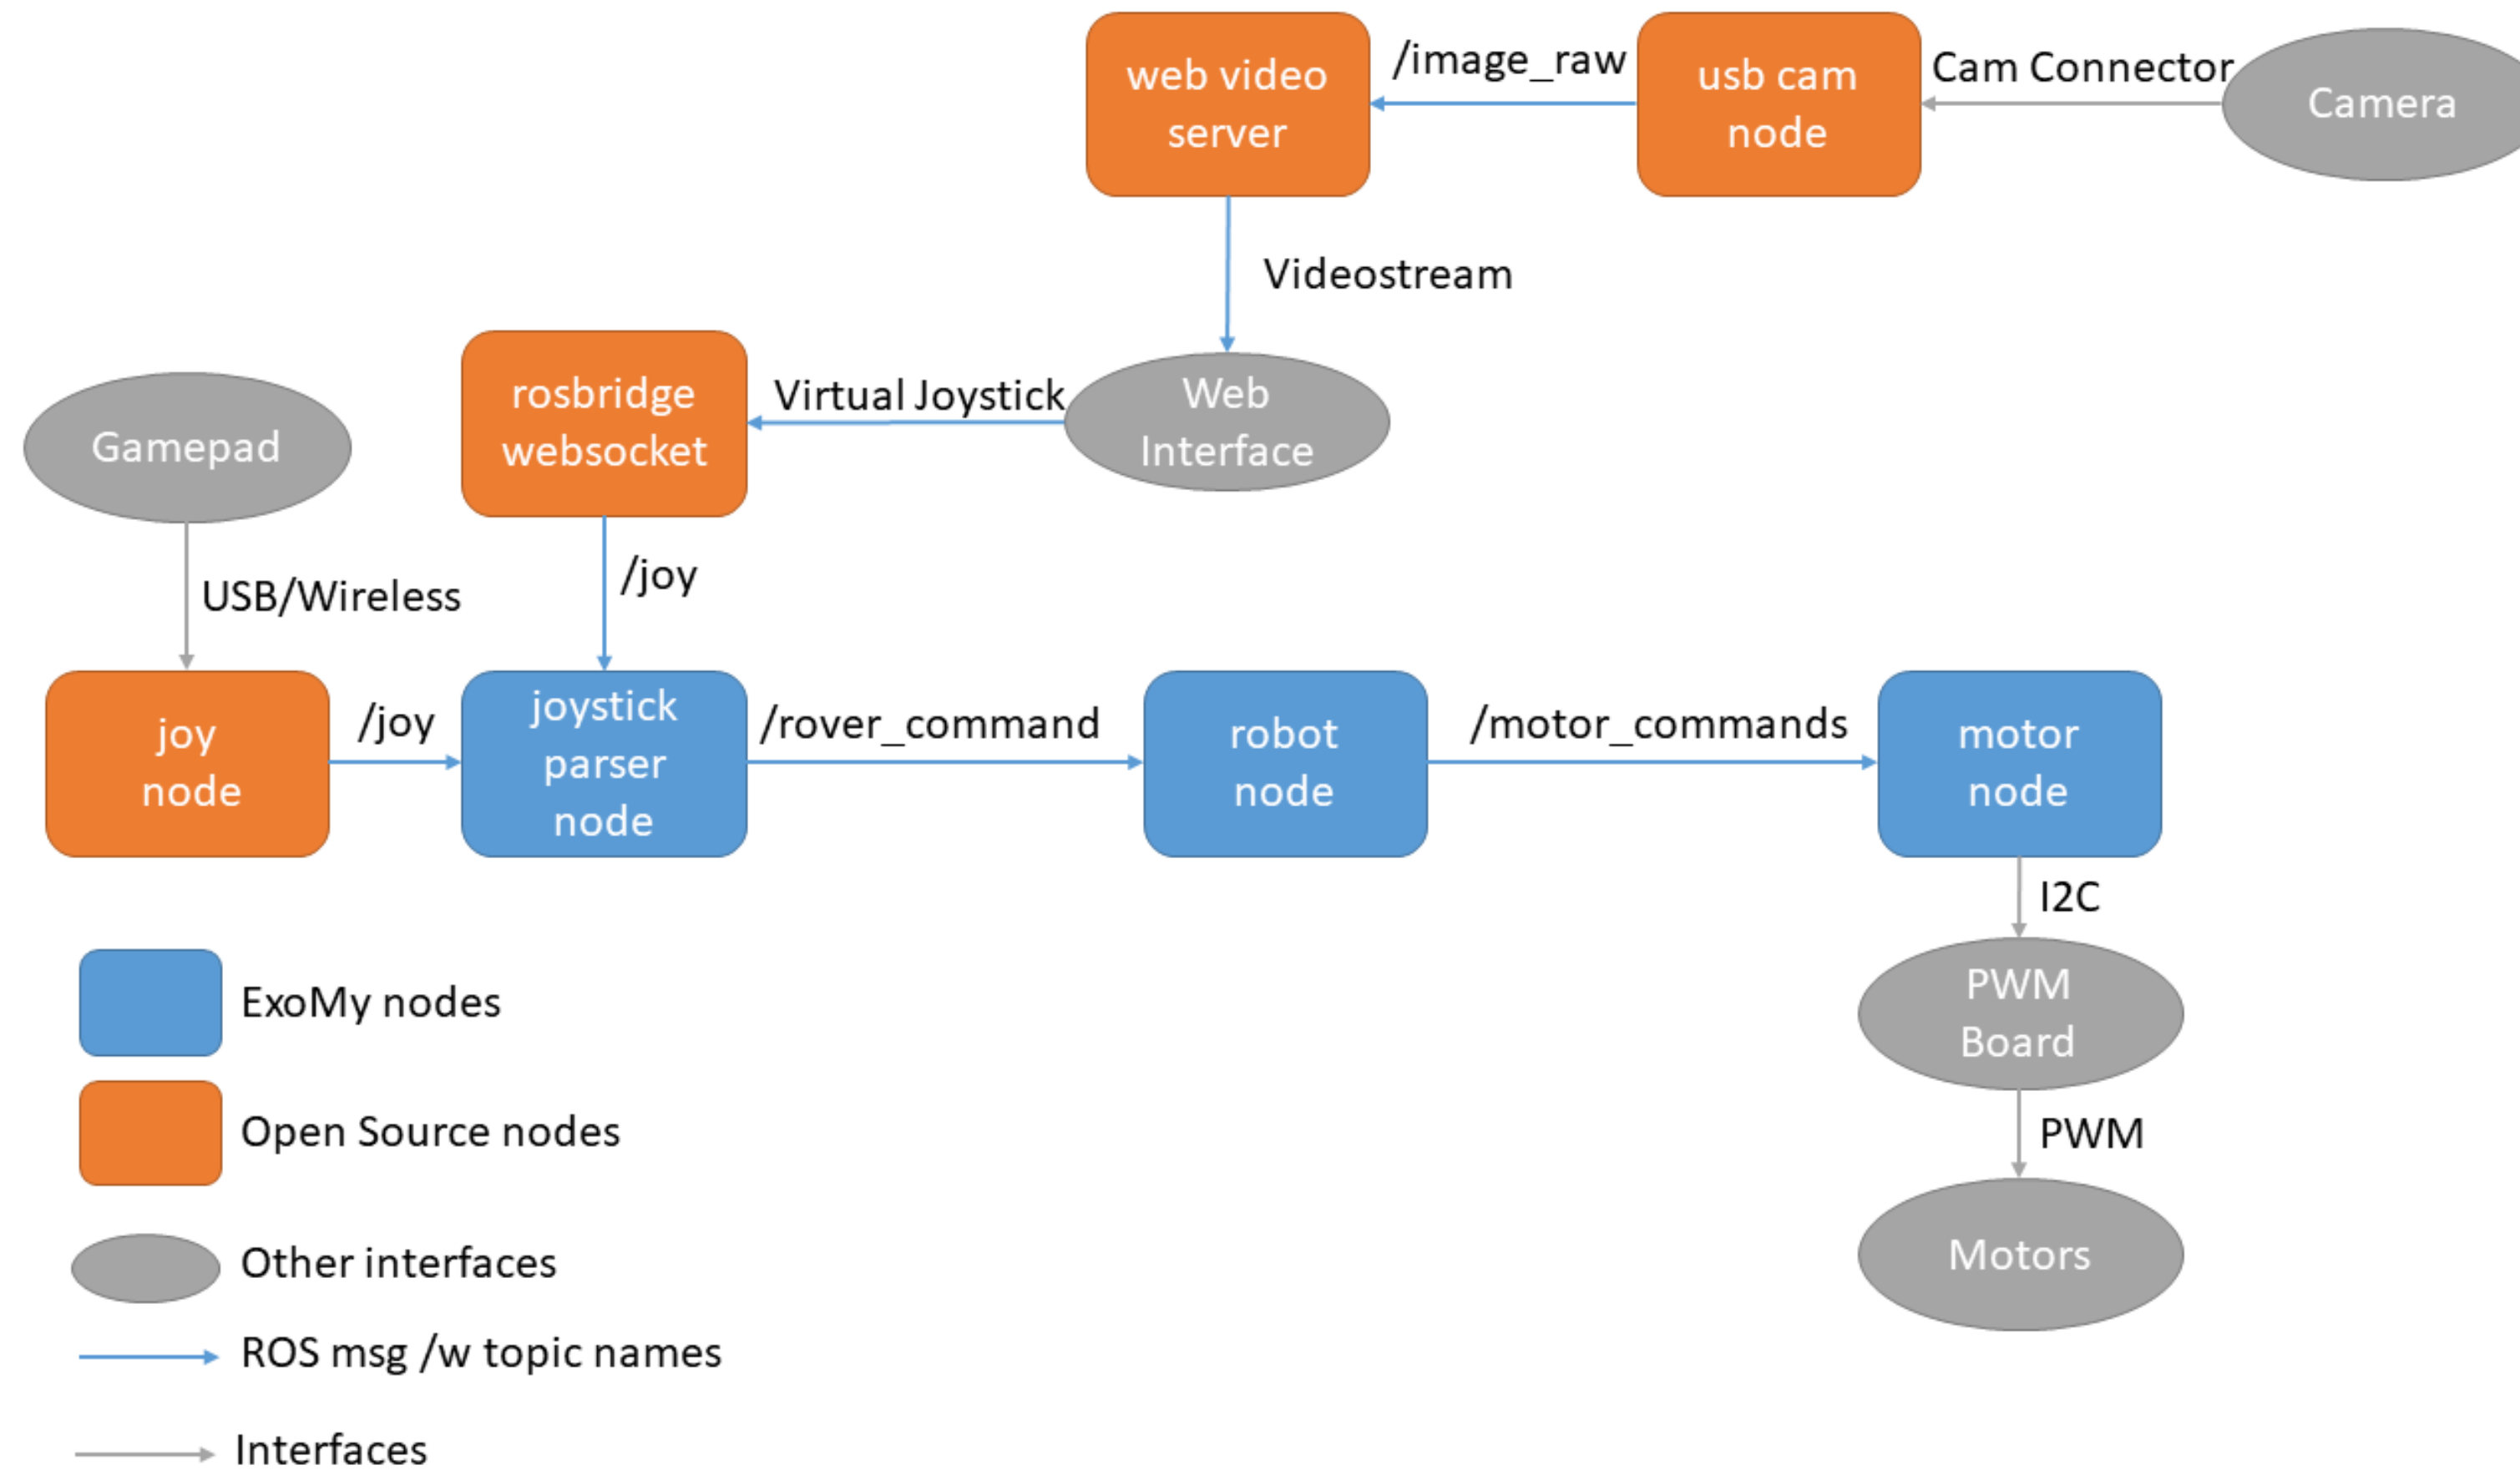 web video
server
/image_raw
usb cam
node
Cam Connector
Camera
Videostream
rosbridge
websocket
Virtual Joystick
Web
Interface
Gamepad
USB/Wireless
/joy
joy
node
/joy
joystick
parser
node
/rover_command
robot
node
/motor_commands
motor
node
I2C
PWM
Board
PWM
Motors
ExoMy nodes
Open Source nodes
Other interfaces
ROS msg /w topic names
Interfaces